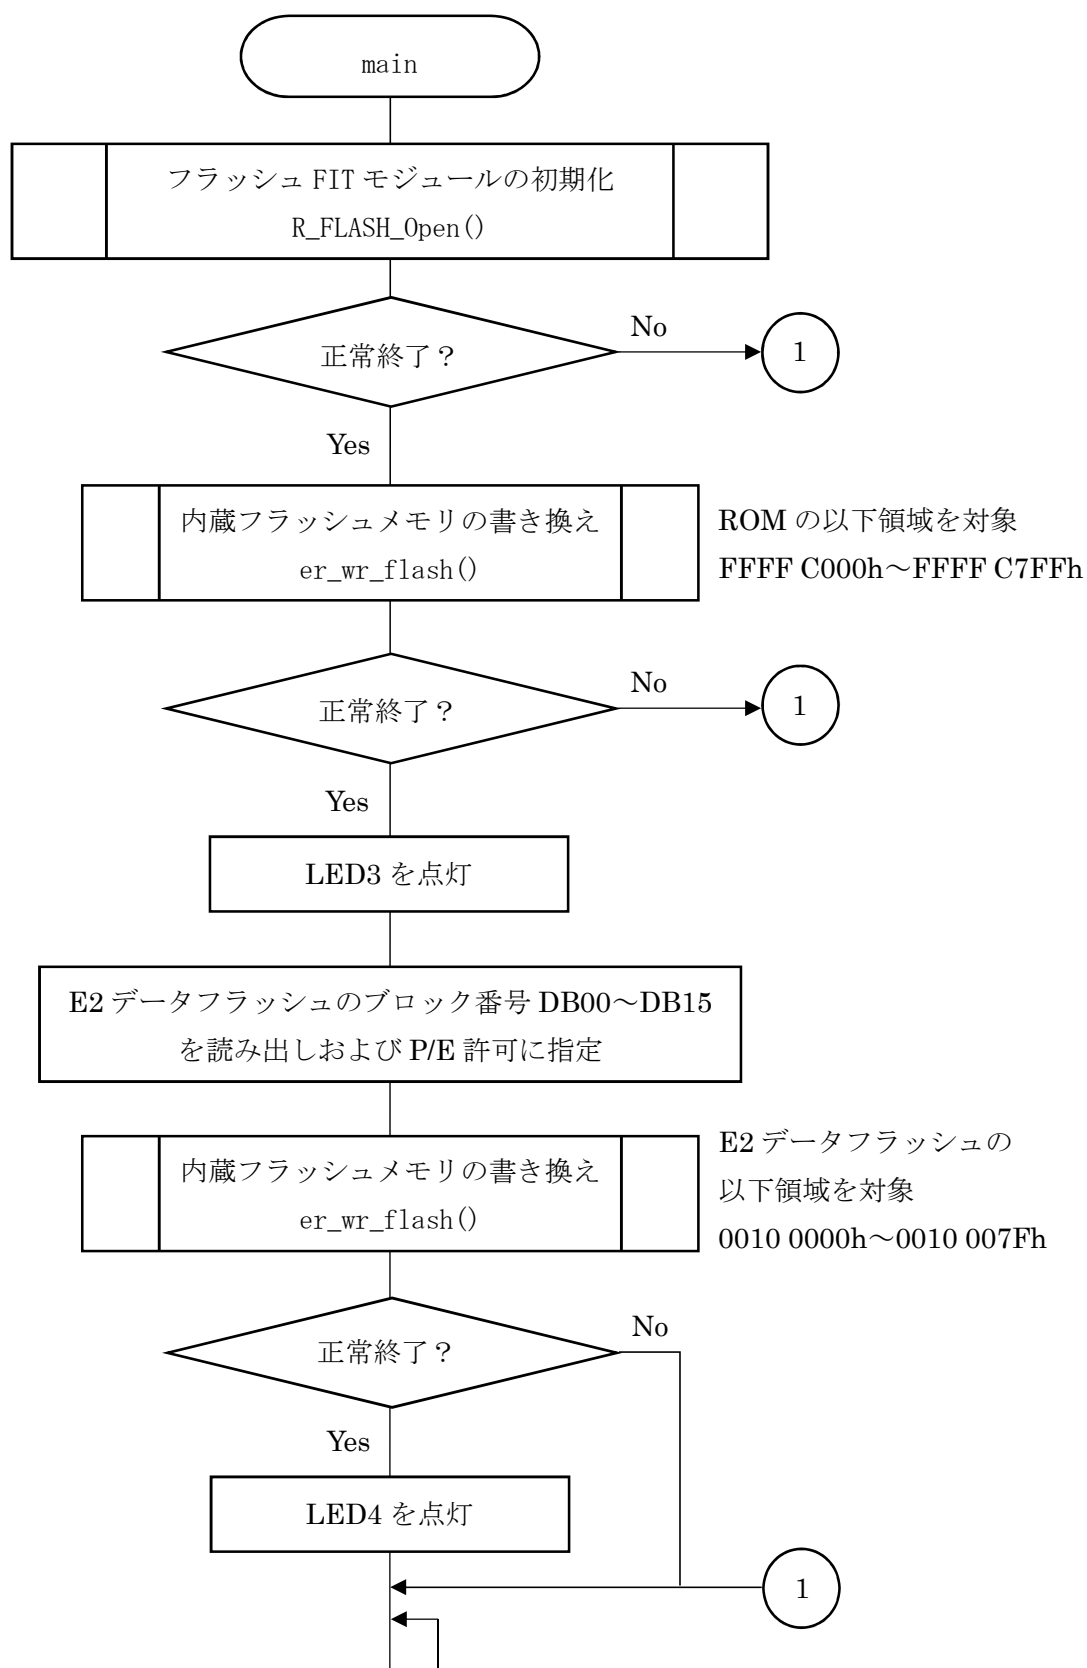 main
フラッシュ FIT モジュールの初期化
R_FLASH_Open()
正常終了？
No
1
Yes
内蔵フラッシュメモリの書き換え
er_wr_flash()
ROM の以下領域を対象
FFFF C000h～FFFF C7FFh
正常終了？
No
1
Yes
LED3 を点灯
E2 データフラッシュのブロック番号 DB00～DB15
を読み出しおよび P/E 許可に指定
内蔵フラッシュメモリの書き換え
er_wr_flash()
E2 データフラッシュの
以下領域を対象
0010 0000h～0010 007Fh
正常終了？
No
Yes
LED4 を点灯
1